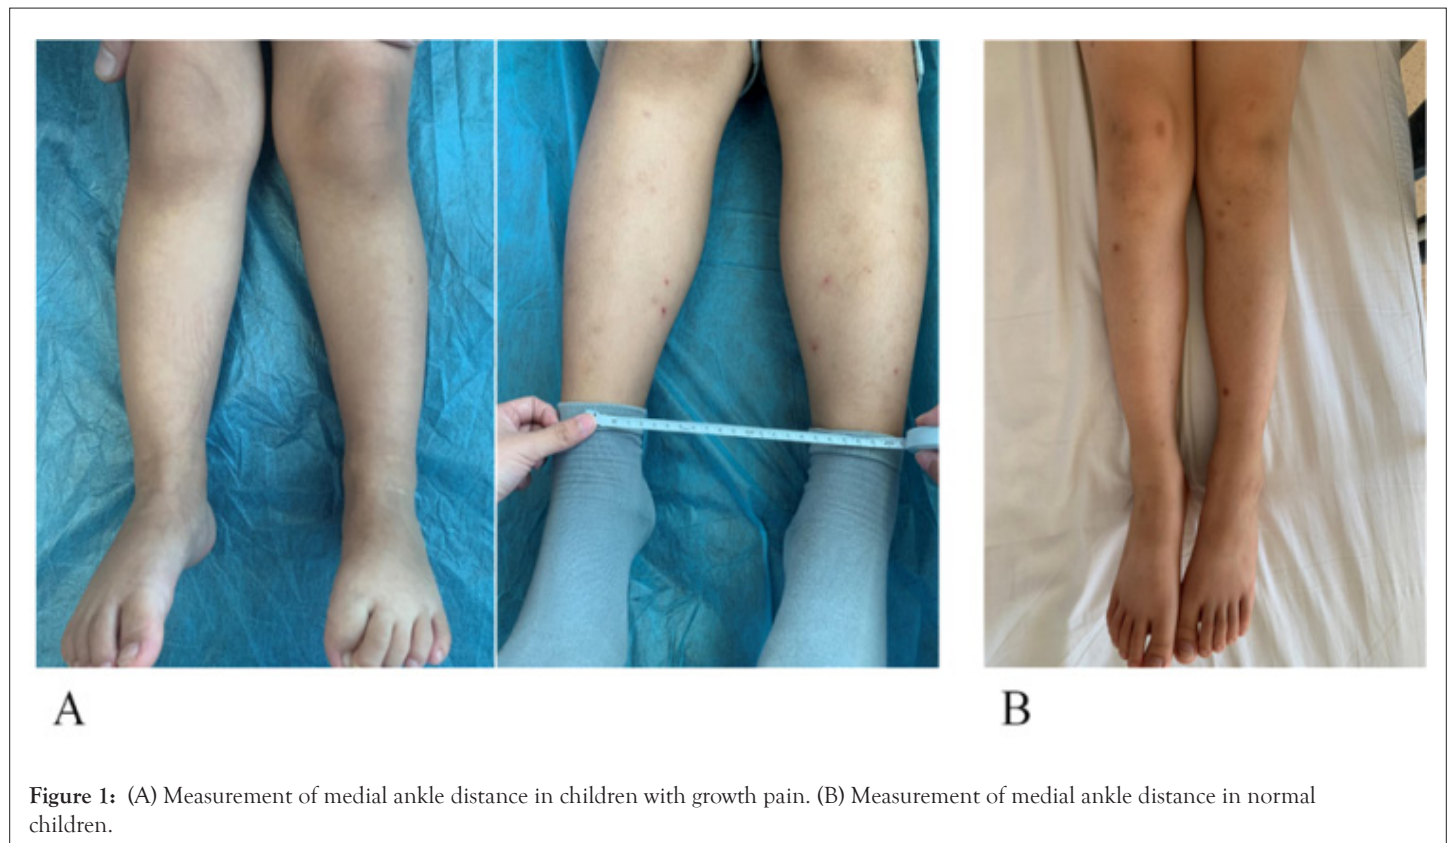 A
B
Figure 1: (A) Measurement of medial ankle distance in children with growth pain. (B) Measurement of medial ankle distance in normal
children.